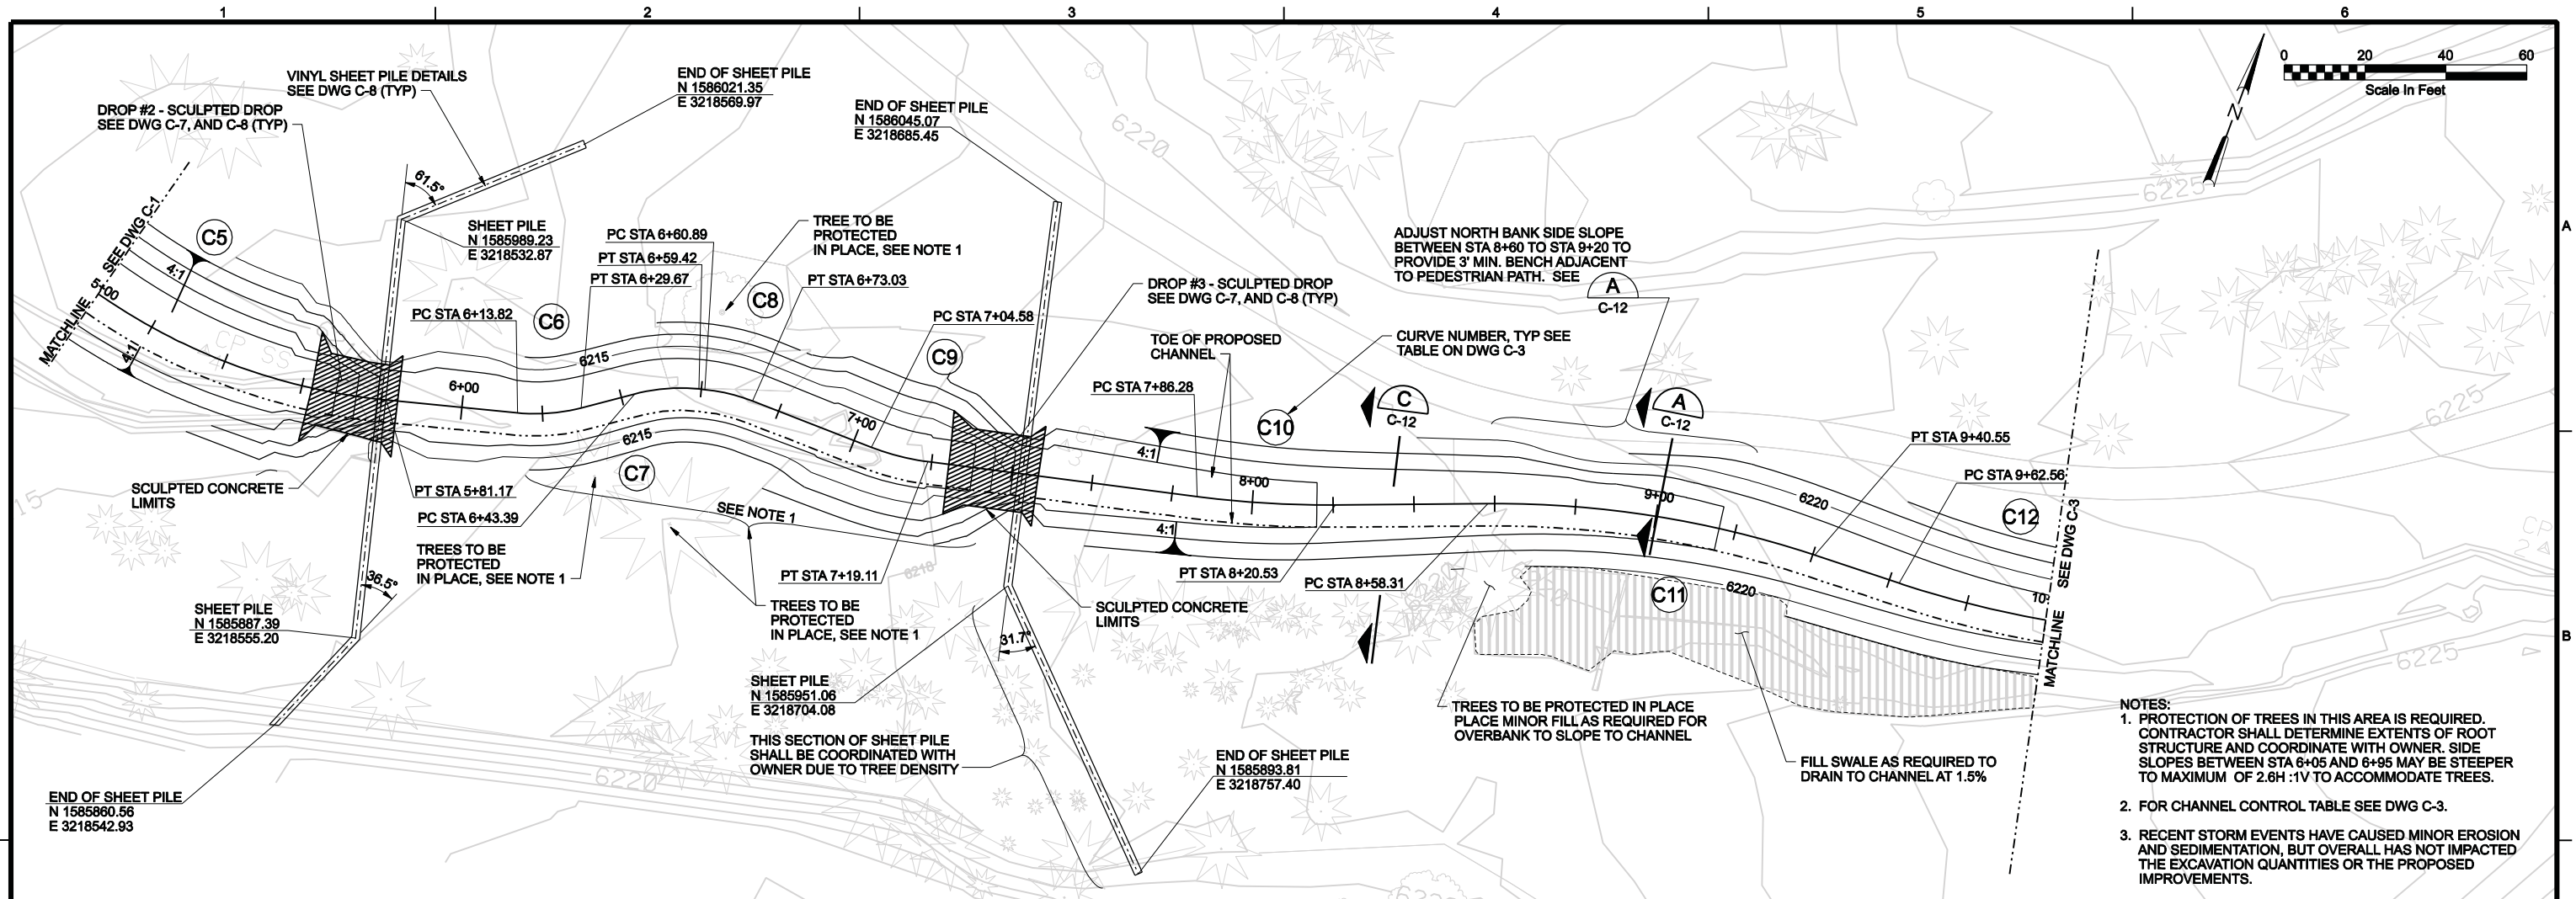 1
2
3
4
5
6
A
B
A
B
0 20 40 60
Scale In Feet
N
VINYL SHEET PILE DETAILS
SEE DWG C-8 (TYP)
DROP #2 - SCULPTED DROP
SEE DWG C-7, AND C-8 (TYP)
END OF SHEET PILE
N 1586021.35
E 3218569.97
END OF SHEET PILE
N 1586045.07
E 3218685.45
61.5°
SHEET PILE
N 1585989.23
E 3218532.87
MATCHLINE SEE DWG C-1
C5
4:1
5+00
4:1
PC STA 6+60.89
PT STA 6+59.42
PT STA 6+29.67
PC STA 6+13.82
C6
TREE TO BE
PROTECTED
IN PLACE, SEE NOTE 1
C8
PT STA 6+73.03
PC STA 7+04.58
C9
DROP #3 - SCULPTED DROP
SEE DWG C-7, AND C-8 (TYP)
TOE OF PROPOSED
CHANNEL
PC STA 7+86.28
ADJUST NORTH BANK SIDE SLOPE
BETWEEN STA 8+60 TO STA 9+20 TO
PROVIDE 3' MIN. BENCH ADJACENT
TO PEDESTRIAN PATH. SEE
A
C-12
CURVE NUMBER, TYP SEE
TABLE ON DWG C-3
C10
C
C-12
A
C-12
6215
6+00
6215
7+00
C7
SEE NOTE 1
4:1
8+00
4:1
9+00
6220
PT STA 9+40.55
PC STA 9+62.56
C12
SCULPTED CONCRETE
LIMITS
PT STA 5+81.17
PC STA 6+43.39
TREES TO BE
PROTECTED
IN PLACE, SEE NOTE 1
PT STA 7+19.11
TREES TO BE
PROTECTED
IN PLACE, SEE NOTE 1
36.5°
SHEET PILE
N 1585887.39
E 3218555.20
SCULPTED CONCRETE
LIMITS
31.7°
SHEET PILE
N 1585951.06
E 3218704.08
PT STA 8+20.53
PC STA 8+58.31
C11
6220
10
MATCHLINE SEE DWG C-3
THIS SECTION OF SHEET PILE
SHALL BE COORDINATED WITH
OWNER DUE TO TREE DENSITY
END OF SHEET PILE
N 1585893.81
E 3218757.40
TREES TO BE PROTECTED IN PLACE
PLACE MINOR FILL AS REQUIRED FOR
OVERBANK TO SLOPE TO CHANNEL
FILL SWALE AS REQUIRED TO
DRAIN TO CHANNEL AT 1.5%
END OF SHEET PILE
N 1585860.56
E 3218542.93
6220
6225
6225
6225
6220
6218
NOTES:
1. PROTECTION OF TREES IN THIS AREA IS REQUIRED.
CONTRACTOR SHALL DETERMINE EXTENTS OF ROOT
STRUCTURE AND COORDINATE WITH OWNER. SIDE
SLOPES BETWEEN STA 6+05 AND 6+95 MAY BE STEEPER
TO MAXIMUM OF 2.6H :1V TO ACCOMMODATE TREES.
2. FOR CHANNEL CONTROL TABLE SEE DWG C-3.
3. RECENT STORM EVENTS HAVE CAUSED MINOR EROSION
AND SEDIMENTATION, BUT OVERALL HAS NOT IMPACTED
THE EXCAVATION QUANTITIES OR THE PROPOSED
IMPROVEMENTS.